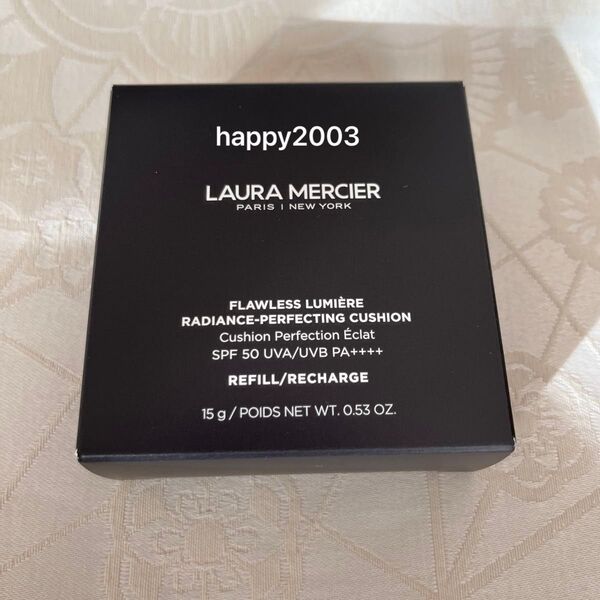 happy2003
LAURA MERCIER
PARIS | NEW YORK
FLAWLESS LUMIÈRE
RADIANCE-PERFECTING CUSHION
Cushion Perfection Éclat
SPF 50 UVA/UVB PA++++
REFILL/RECHARGE
15 g / POIDS NET WT. 0.53 OZ.